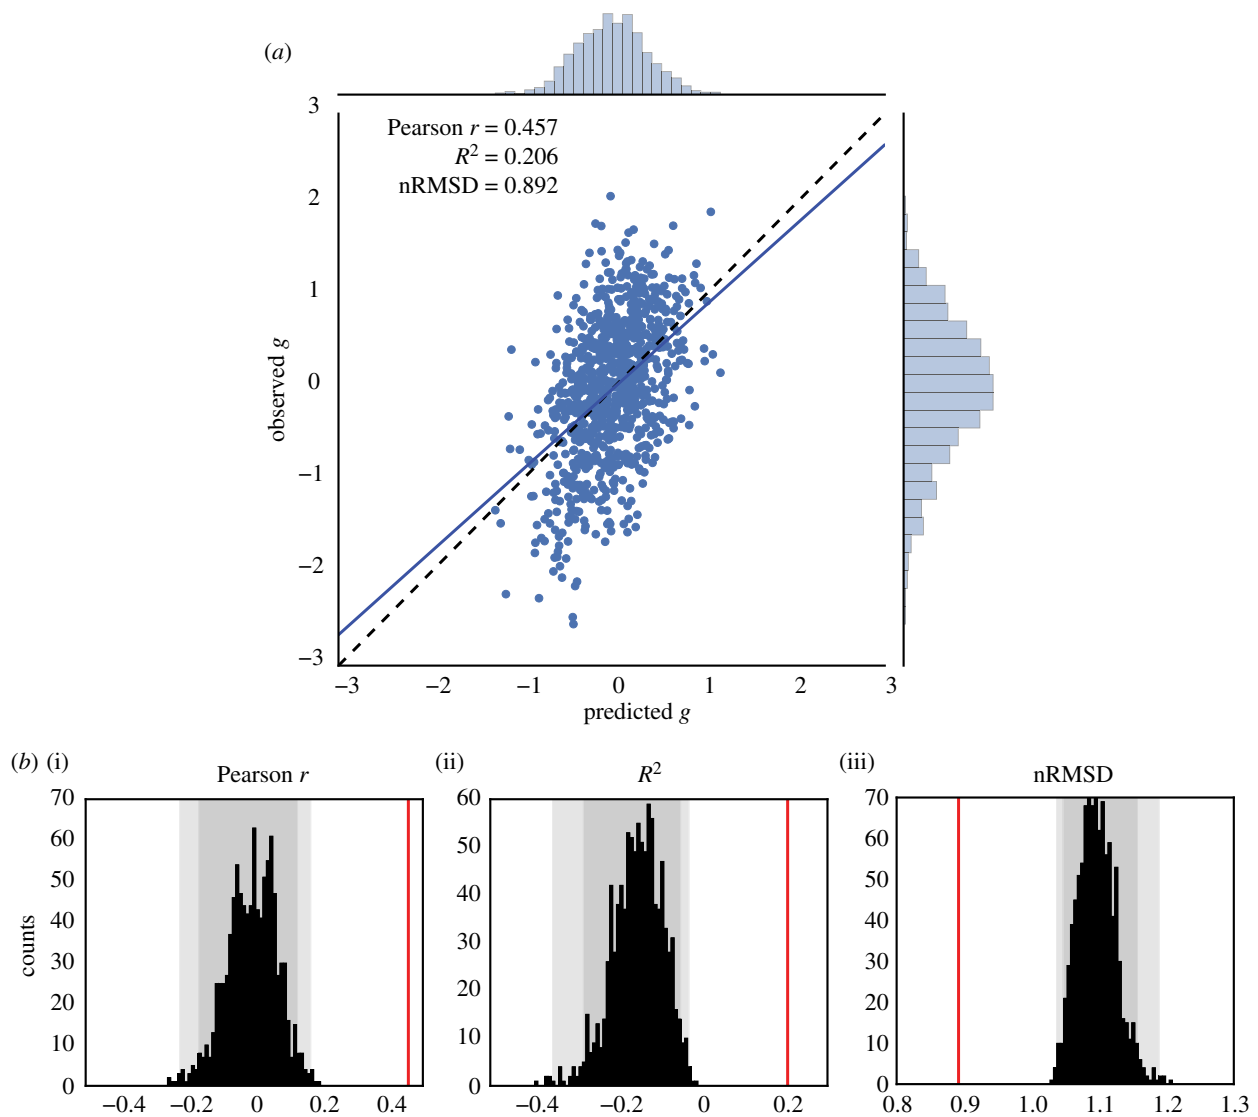 (a)
3
Pearson r = 0.457
R² = 0.206
nRMSD = 0.892
2
1
0
−1
−2
−3
observed g
−3 −2 −1 0 1 2 3
predicted g
(b) (i) Pearson r
70
60
50
40
30
20
10
0
counts
−0.4 −0.2 0 0.2 0.4
(ii) R²
60
50
40
30
20
10
0
−0.4 −0.2 0 0.2
(iii) nRMSD
70
60
50
40
30
20
10
0
0.8 0.9 1.0 1.1 1.2 1.3